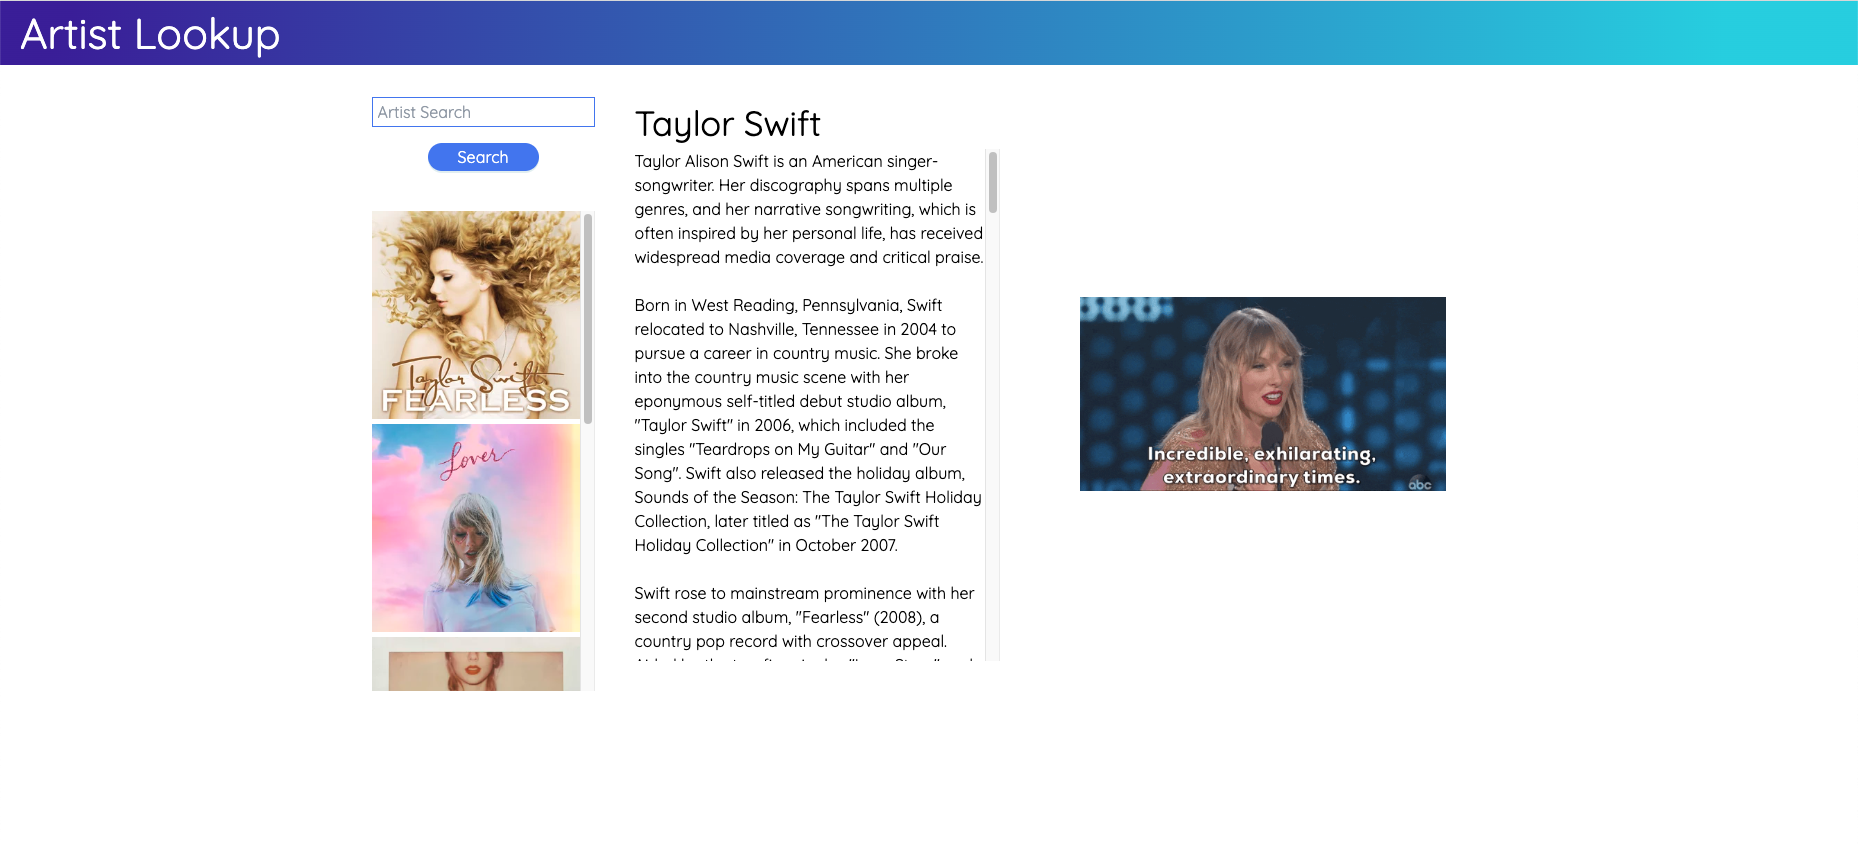 Artist Lookup
Artist Search
Search
Taylor Swift
FEARLESS
Lover
Taylor Swift
Taylor Alison Swift is an American singer-
songwriter. Her discography spans multiple
genres, and her narrative songwriting, which is
often inspired by her personal life, has received
widespread media coverage and critical praise.
Born in West Reading, Pennsylvania, Swift
relocated to Nashville, Tennessee in 2004 to
pursue a career in country music. She broke
into the country music scene with her
eponymous self-titled debut studio album,
"Taylor Swift" in 2006, which included the
singles "Teardrops on My Guitar" and "Our
Song". Swift also released the holiday album,
Sounds of the Season: The Taylor Swift Holiday
Collection, later titled as "The Taylor Swift
Holiday Collection" in October 2007.
Swift rose to mainstream prominence with her
second studio album, "Fearless" (2008), a
country pop record with crossover appeal.
Incredible, exhilarating,
extraordinary times.
abc